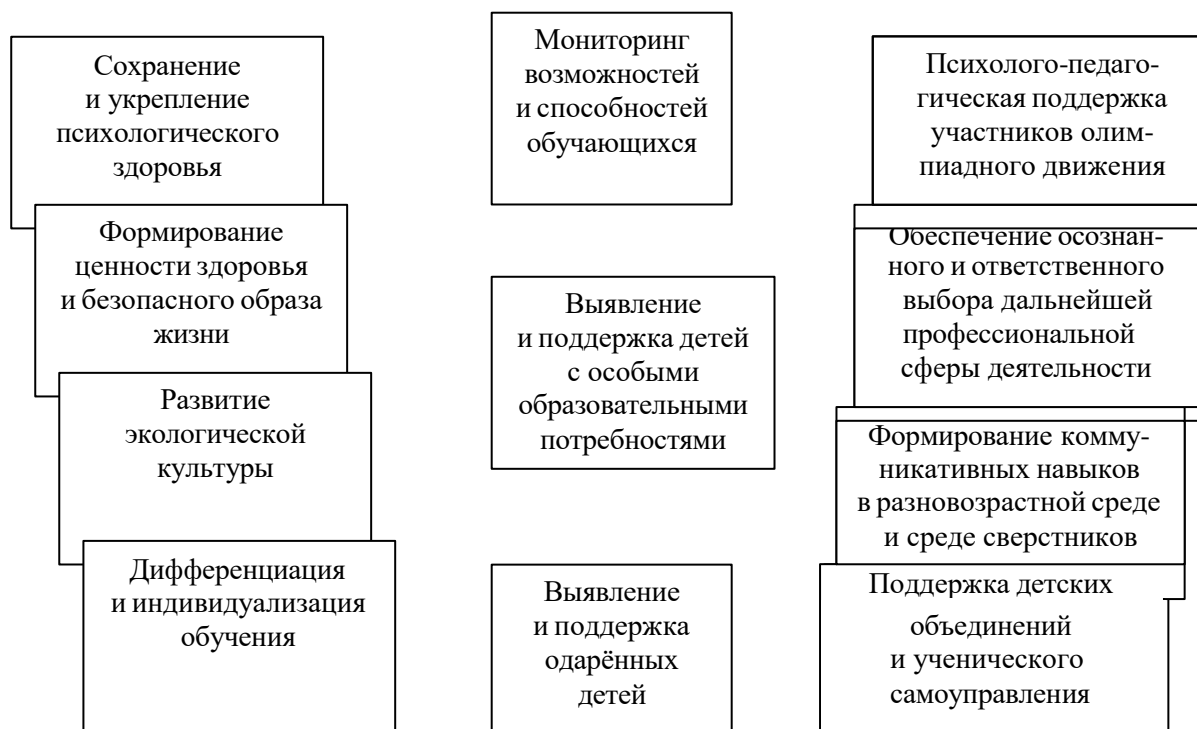 Сохранение
и укрепление
психологического
здоровья
Формирование
ценности здоровья
и безопасного образа
жизни
Развитие
экологической
культуры
Дифференциация
и индивидуализация
обучения
Мониторинг
возможностей
и способностей
обучающихся
Выявление
и поддержка детей
с особыми
образовательными
потребностями
Выявление
и поддержка
одарённых
детей
Психолого-педаго-
гическая поддержка
участников олим-
пиадного движения
Обеспечение осознан-
ного и ответственного
выбора дальнейшей
профессиональной
сферы деятельности
Формирование комму-
никативных навыков
в разновозрастной среде
и среде сверстников
Поддержка детских
объединений
и ученического
самоуправления